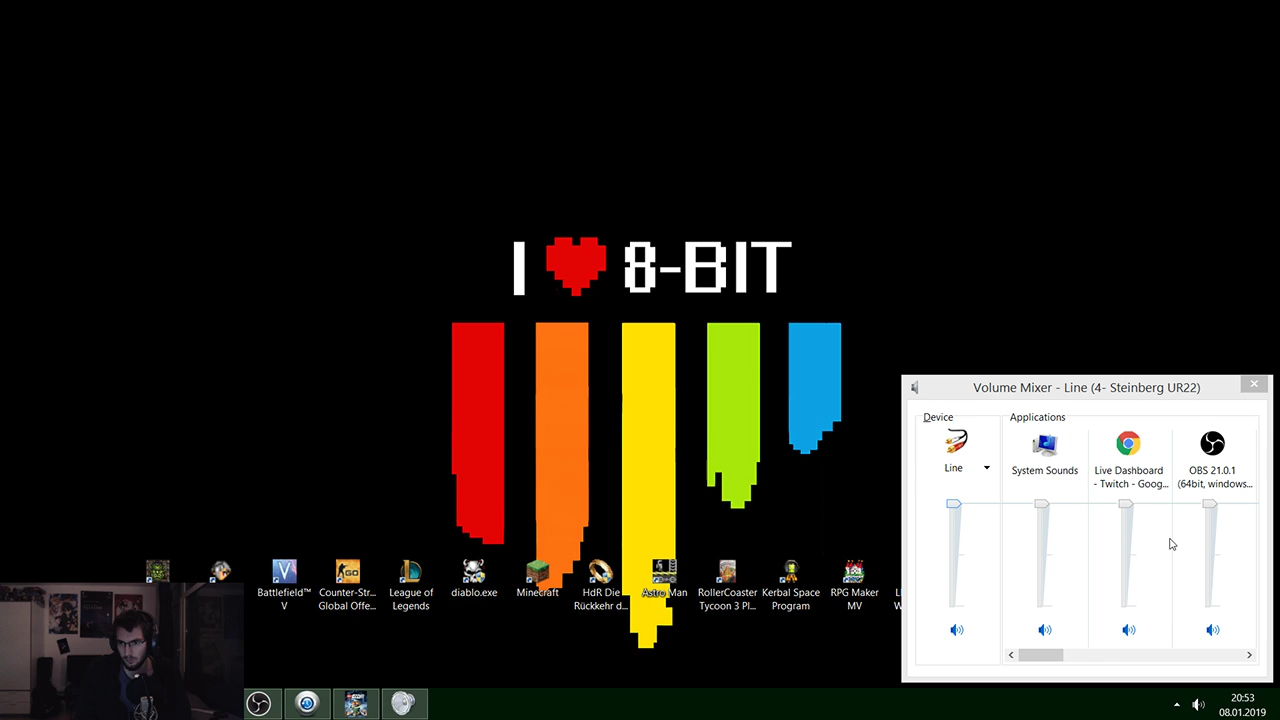 I ♥ 8-BIT
Volume Mixer - Line (4- Steinberg UR22)
Device
Applications
Line
System Sounds
Live Dashboard
- Twitch - Goog...
OBS 21.0.1
(64bit, windows...
Battlefield™
V
Counter-Str...
Global Offe...
League of
Legends
diablo.exe
Minecraft
HdR Die
Rückkehr d...
Astro Man
RollerCoaster
Tycoon 3 Pl...
Kerbal Space
Program
RPG Maker
MV
20:53
08.01.2019